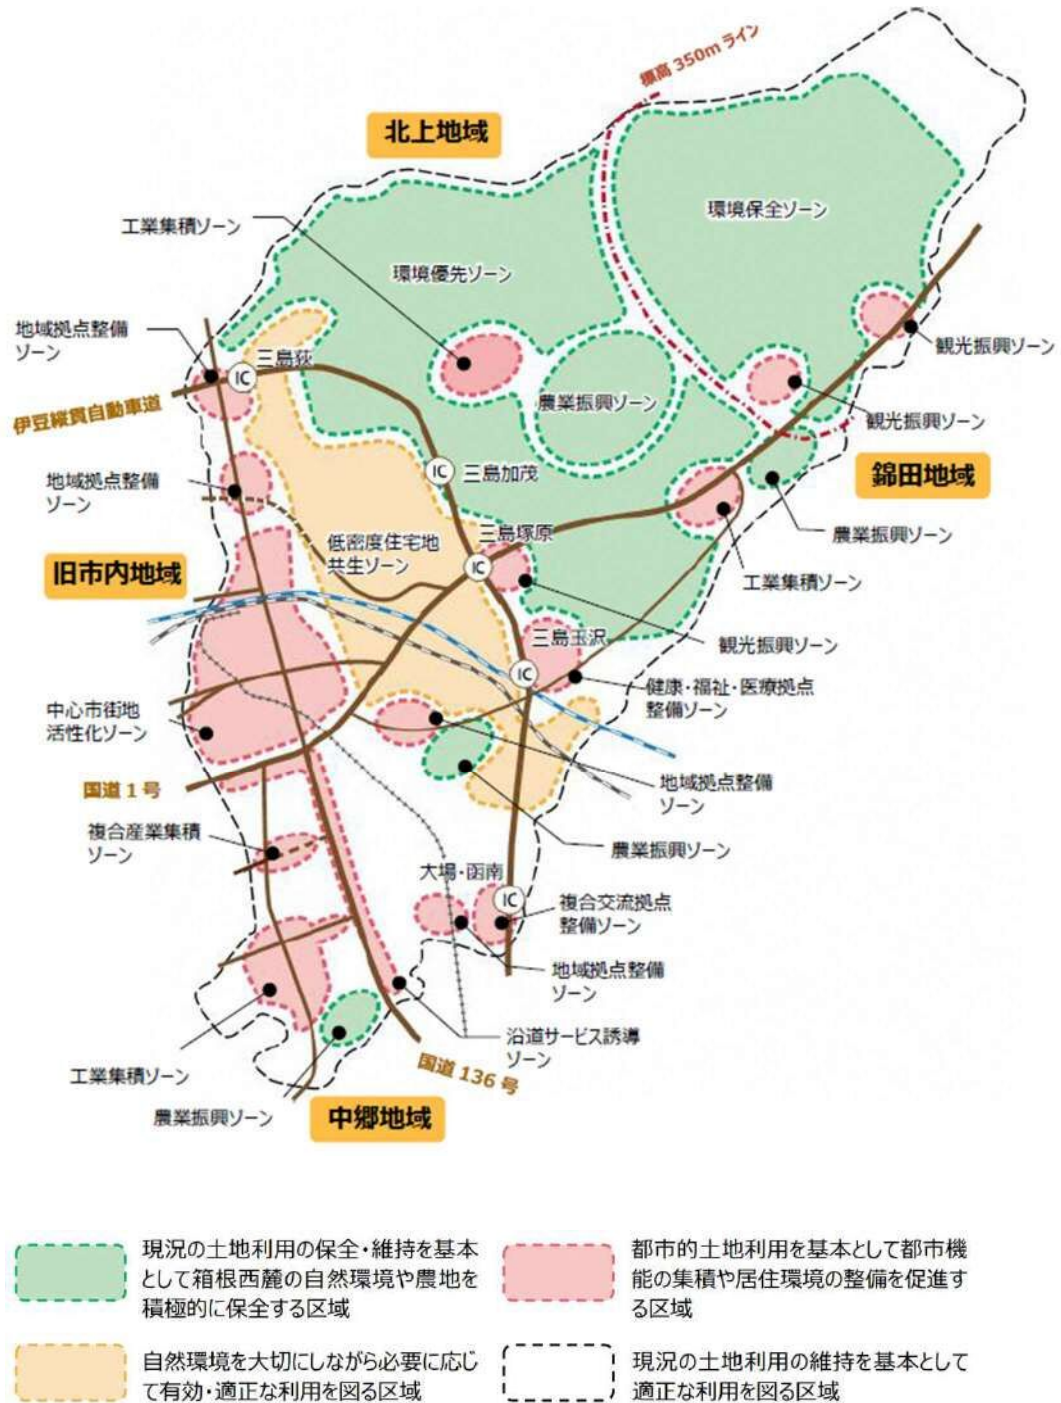 標高350mライン
北上地域
環境保全ゾーン
工業集積ゾーン
環境優先ゾーン
地域拠点整備
ゾーン
三島萩
IC
観光振興ゾーン
伊豆縦貫自動車道
農業振興ゾーン
観光振興ゾーン
地域拠点整備
ゾーン
IC
三島加茂
錦田地域
農業振興ゾーン
三島塚原
低密度住宅地
共生ゾーン
旧市内地域
IC
工業集積ゾーン
三島玉沢
観光振興ゾーン
IC
健康・福祉・医療拠点
整備ゾーン
中心市街地
活性化ゾーン
国道1号
地域拠点整備
ゾーン
複合産業集積
ゾーン
農業振興ゾーン
大場・函南
IC
複合交流拠点
整備ゾーン
地域拠点整備
ゾーン
沿道サービス誘導
ゾーン
工業集積ゾーン
国道136号
農業振興ゾーン
中郷地域
現況の土地利用の保全・維持を基本
として箱根西麓の自然環境や農地を
積極的に保全する区域
都市的土地利用を基本として都市機
能の集積や居住環境の整備を促進す
る区域
自然環境を大切にしながら必要に応じ
て有効・適正な利用を図る区域
現況の土地利用の維持を基本として
適正な利用を図る区域